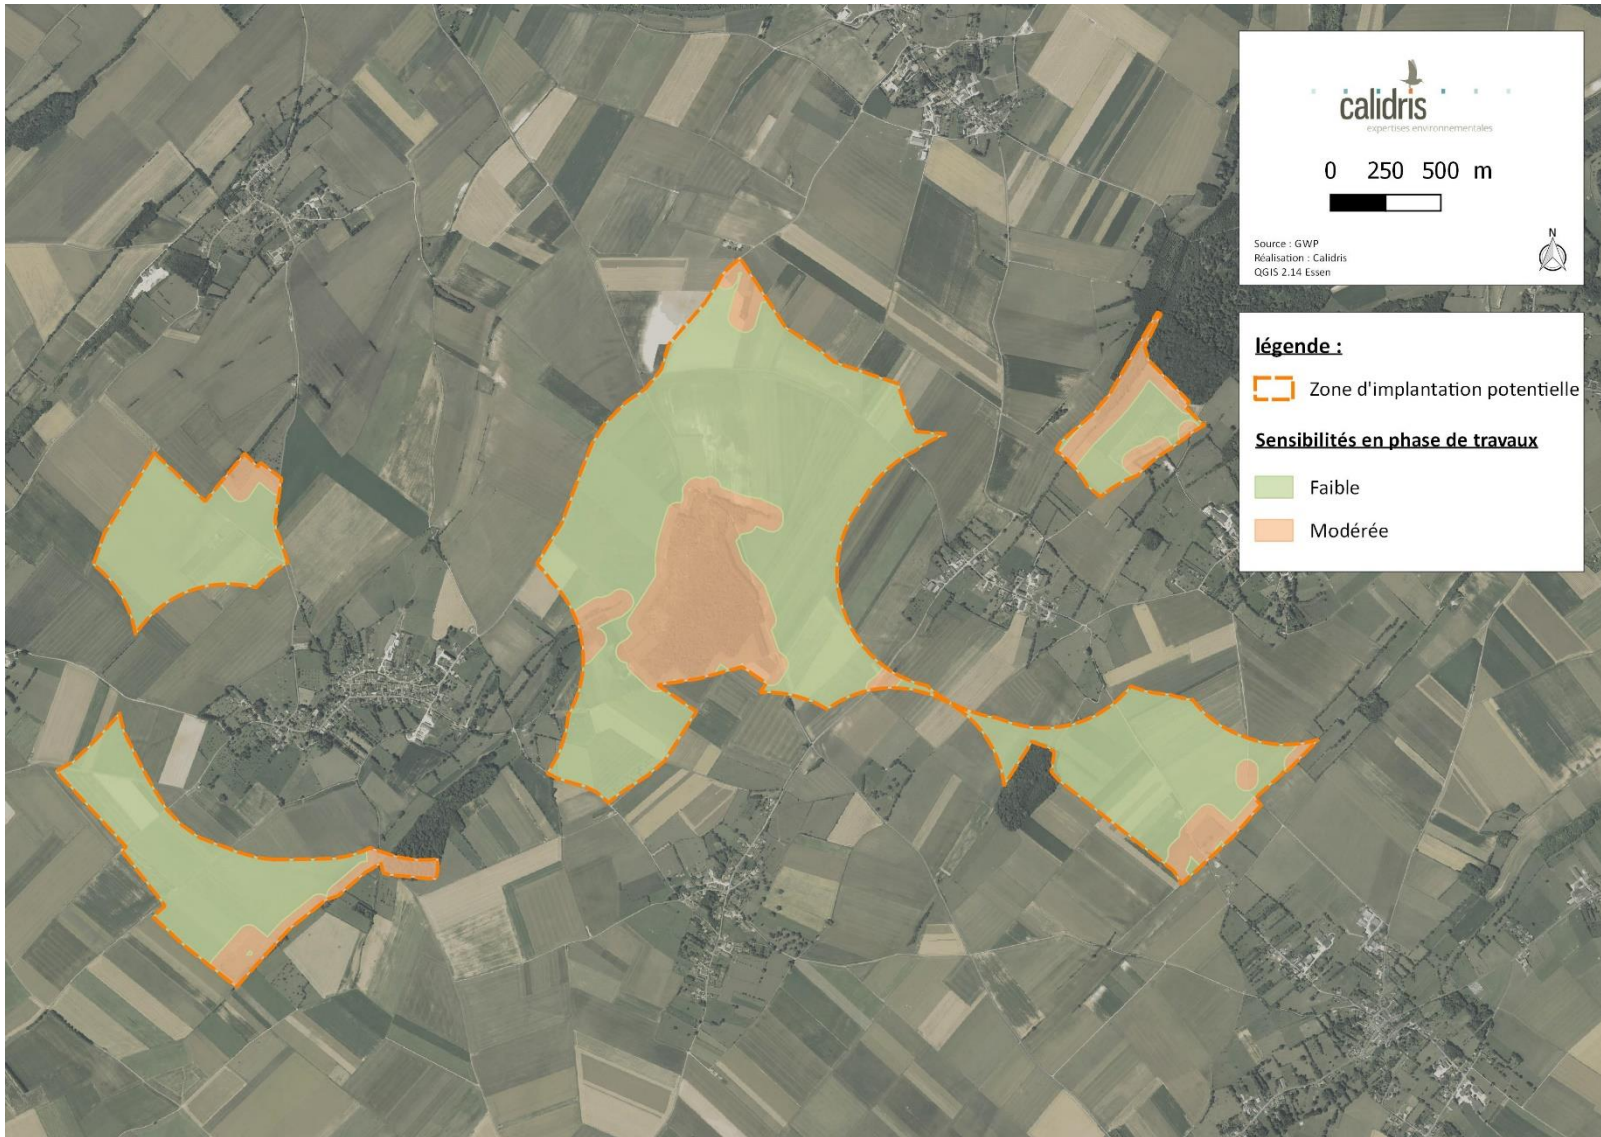 calidris
expertises environnementales
0 250 500 m
Source : GWP
Réalisation : Calidris
QGIS 2.14 Essen
N
légende :
Zone d'implantation potentielle
Sensibilités en phase de travaux
Faible
Modérée